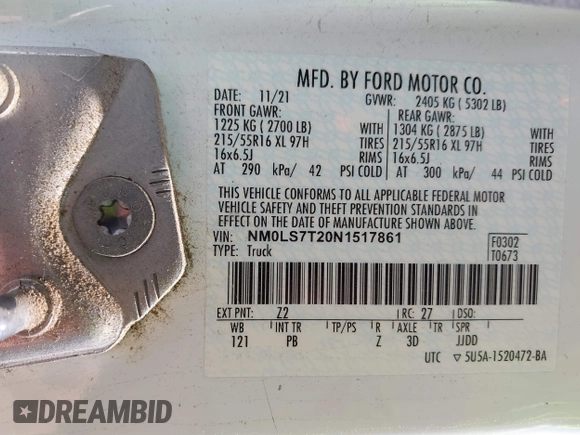 MFD. BY FORD MOTOR CO.
DATE: 11/21 GVWR: 2405 KG ( 5302 LB)
FRONT GAWR: REAR GAWR:
1225 KG ( 2700 LB) WITH 1304 KG ( 2875 LB) WITH
215/55R16 XL 97H TIRES 215/55R16 XL 97H TIRES
16x6.5J RIMS 16x6.5J RIMS
AT 290 kPa/ 42 PSI COLD AT 300 kPa/ 44 PSI COLD
THIS VEHICLE CONFORMS TO ALL APPLICABLE FEDERAL MOTOR
VEHICLE SAFETY AND THEFT PREVENTION STANDARDS IN
EFFECT ON THE DATE OF MANUFACTURE SHOWN ABOVE.
VIN: NM0LS7T20N1517861 F0302
TYPE: Truck T0673
EXT PNT: Z2 RC: 27 DSO:
WB INT TR TP/PS R AXLE TR SPR
121 PB Z 3D JJDD
UTC ▽ 5U5A-1520472-BA
DREAMBID